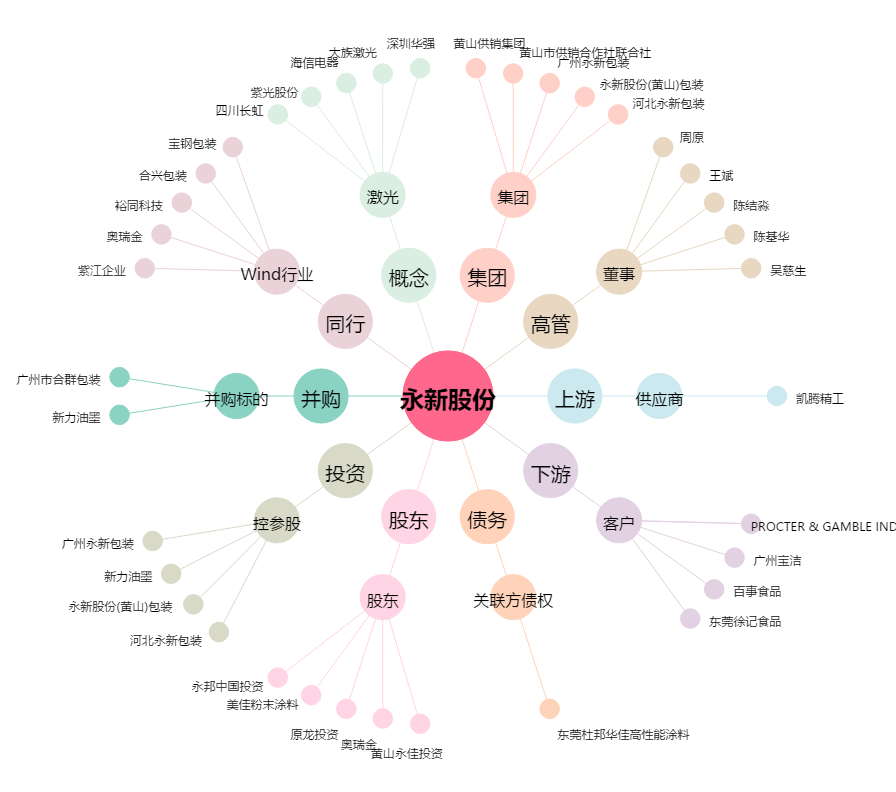 深圳华强
大族激光
海信电器
紫光股份
四川长虹
激光
概念
黄山供销集团
黄山市供销合作社联合社
广州永新包装
永新股份(黄山)包装
河北永新包装
集团
集团
宝钢包装
合兴包装
裕同科技
奥瑞金
紫江企业
Wind行业
同行
周原
王斌
陈结淼
陈基华
吴慈生
董事
高管
广州市合群包装
新力油墨
并购标的
并购
永新股份
上游
供应商
凯腾精工
投资
控参股
广州永新包装
新力油墨
永新股份(黄山)包装
河北永新包装
下游
客户
PROCTER & GAMBLE IND
广州宝洁
百事食品
东莞徐记食品
股东
股东
永邦中国投资
美佳粉末涂料
原龙投资
奥瑞金
黄山永佳投资
债务
关联方债权
东莞杜邦华佳高性能涂料